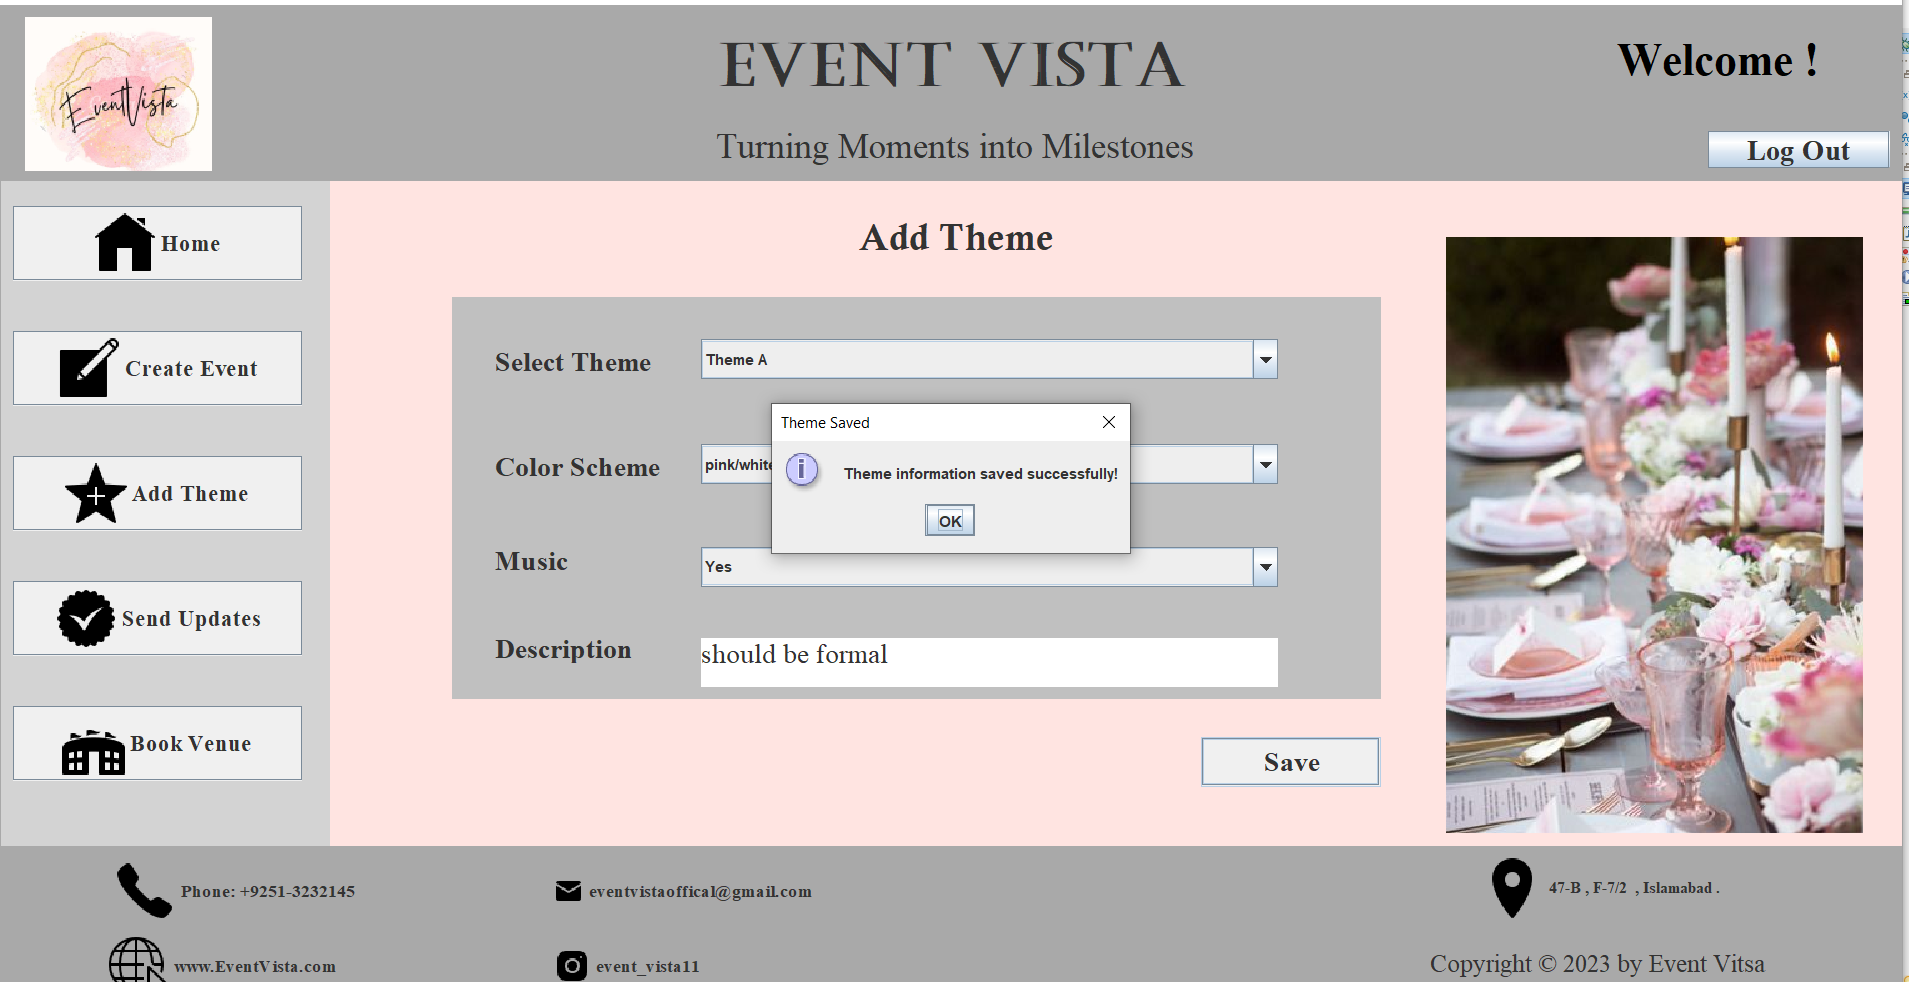 EventVista
EVENT VISTA
Turning Moments into Milestones
Welcome !
Log Out
Home
Create Event
Add Theme
Send Updates
Book Venue
Add Theme
Select Theme
Theme A
Color Scheme
pink/white
Music
Yes
Description
should be formal
Theme Saved
Theme information saved successfully!
OK
Save
Phone: +9251-3232145
eventvistaoffical@gmail.com
47-B , F-7/2 , Islamabad .
www.EventVista.com
event_vista11
Copyright © 2023 by Event Vitsa